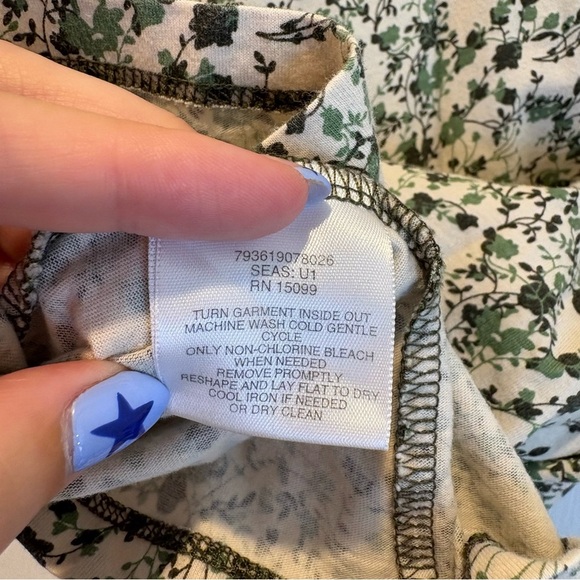 793619078026
SEAS: U1
RN 15099
TURN GARMENT INSIDE OUT
MACHINE WASH COLD GENTLE
CYCLE
ONLY NON-CHLORINE BLEACH
WHEN NEEDED
REMOVE PROMPTLY
RESHAPE AND LAY FLAT TO DRY
COOL IRON IF NEEDED
OR DRY CLEAN